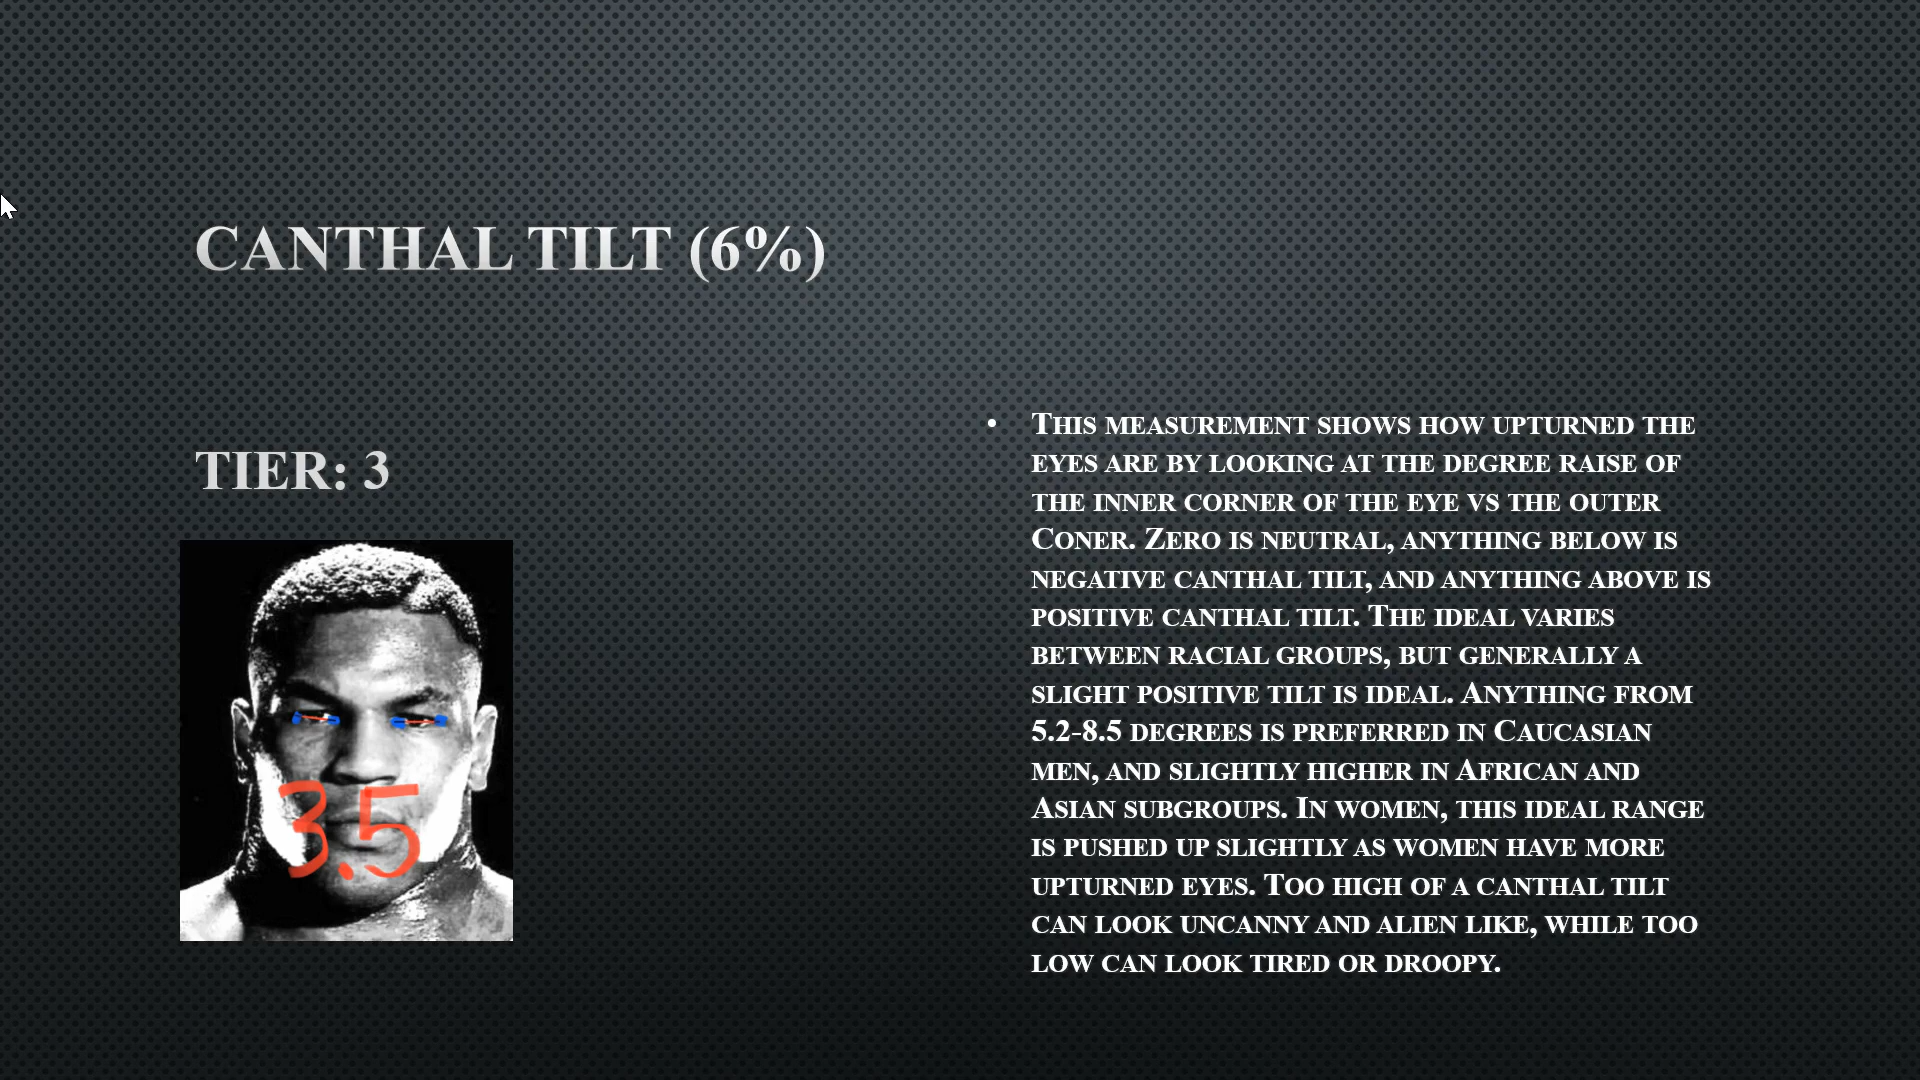 CANTHAL TILT (6%)
TIER: 3
3.5
• THIS MEASUREMENT SHOWS HOW UPTURNED THE
EYES ARE BY LOOKING AT THE DEGREE RAISE OF
THE INNER CORNER OF THE EYE VS THE OUTER
CONER. ZERO IS NEUTRAL, ANYTHING BELOW IS
NEGATIVE CANTHAL TILT, AND ANYTHING ABOVE IS
POSITIVE CANTHAL TILT. THE IDEAL VARIES
BETWEEN RACIAL GROUPS, BUT GENERALLY A
SLIGHT POSITIVE TILT IS IDEAL. ANYTHING FROM
5.2-8.5 DEGREES IS PREFERRED IN CAUCASIAN
MEN, AND SLIGHTLY HIGHER IN AFRICAN AND
ASIAN SUBGROUPS. IN WOMEN, THIS IDEAL RANGE
IS PUSHED UP SLIGHTLY AS WOMEN HAVE MORE
UPTURNED EYES. TOO HIGH OF A CANTHAL TILT
CAN LOOK UNCANNY AND ALIEN LIKE, WHILE TOO
LOW CAN LOOK TIRED OR DROOPY.